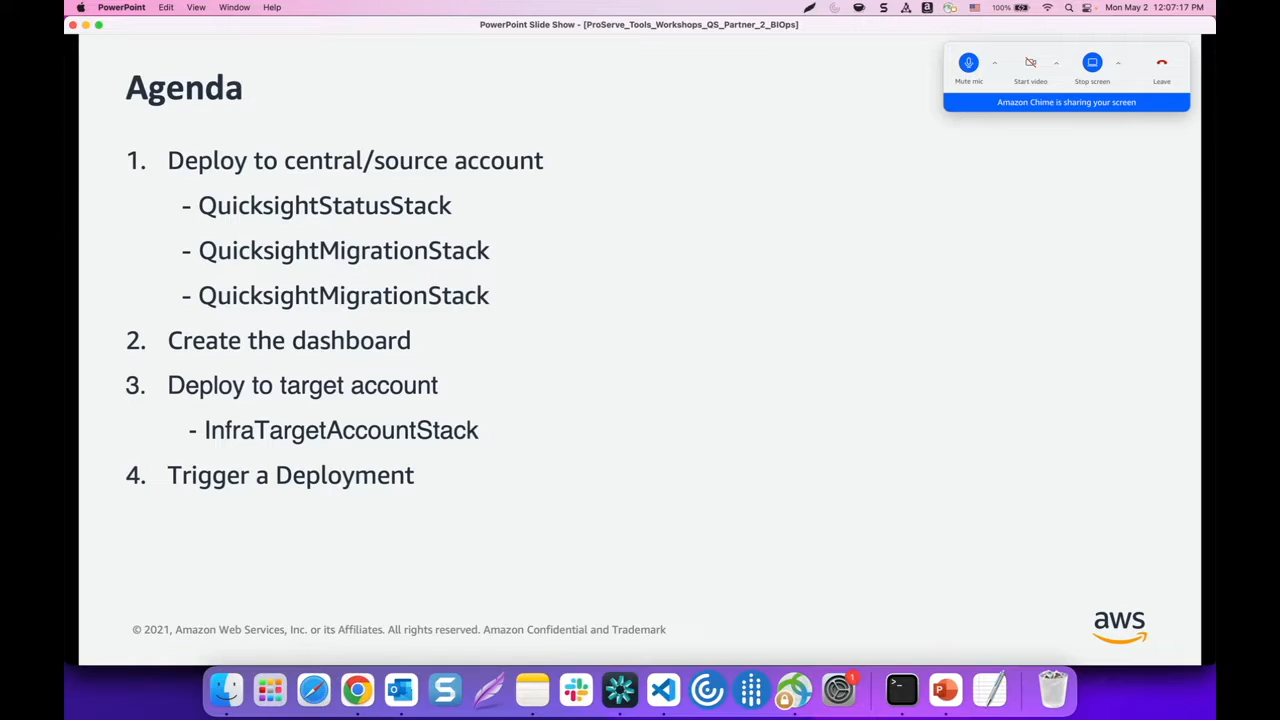 PowerPoint Edit View Window Help
100% Mon May 2 12:07:17 PM
PowerPoint Slide Show - [ProServe_Tools_Workshops_QS_Partner_2_BIOps]
Mute mic Start video Stop screen Leave
Amazon Chime is sharing your screen
Agenda
1. Deploy to central/source account
- QuicksightStatusStack
- QuicksightMigrationStack
- QuicksightMigrationStack
2. Create the dashboard
3. Deploy to target account
- InfraTargetAccountStack
4. Trigger a Deployment
© 2021, Amazon Web Services, Inc. or its Affiliates. All rights reserved. Amazon Confidential and Trademark
aws
1